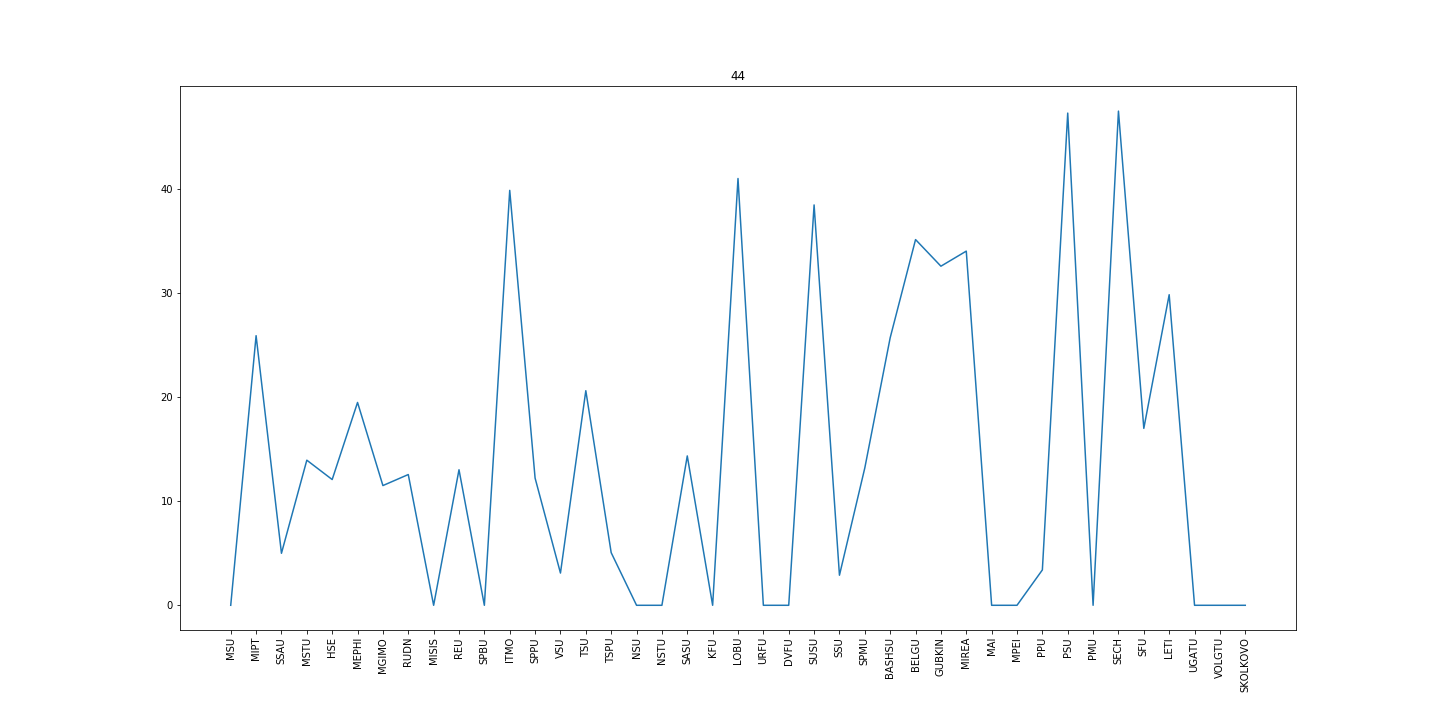 44
40
30
20
10
0
MSU
MIPT
SSAU
MSTU
HSE
MEPHI
MGIMO
RUDN
MISIS
REU
SPBU
ITMO
SPPU
VSU
TSU
TSPU
NSU
NSTU
SASU
KFU
LOBU
URFU
DVFU
SUSU
SSU
SPMU
BASHSU
BELGU
GUBKIN
MIREA
MAI
MPEI
PPU
PSU
PMU
SECH
SFU
LETI
UGATU
VOLGTU
SKOLKOVO